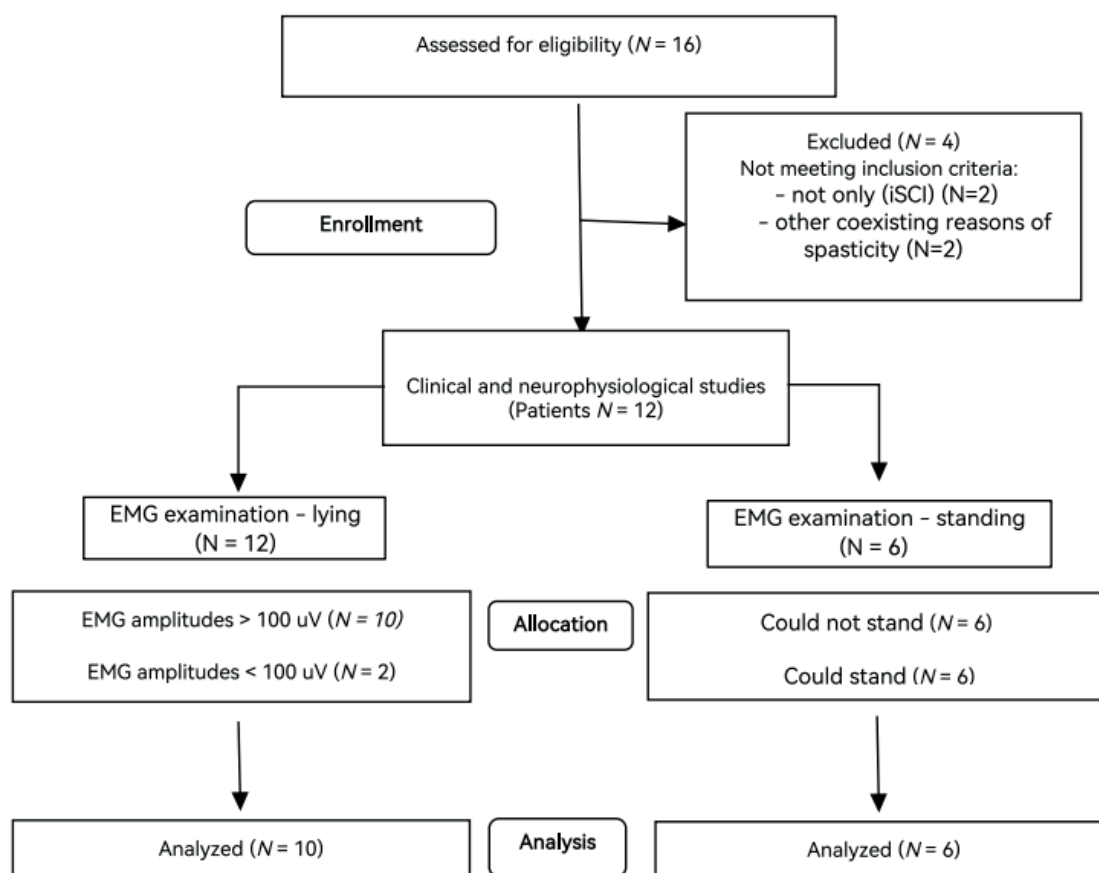 Assessed for eligibility (N = 16)
Excluded (N = 4)
Not meeting inclusion criteria:
- not only (iSCI) (N=2)
- other coexisting reasons of
spasticity (N=2)
Enrollment
Clinical and neurophysiological studies
(Patients N = 12)
EMG examination - lying
(N = 12)
EMG examination - standing
(N = 6)
EMG amplitudes > 100 uV (N = 10)
EMG amplitudes < 100 uV (N = 2)
Allocation
Could not stand (N = 6)
Could stand (N = 6)
Analyzed (N = 10)
Analysis
Analyzed (N = 6)